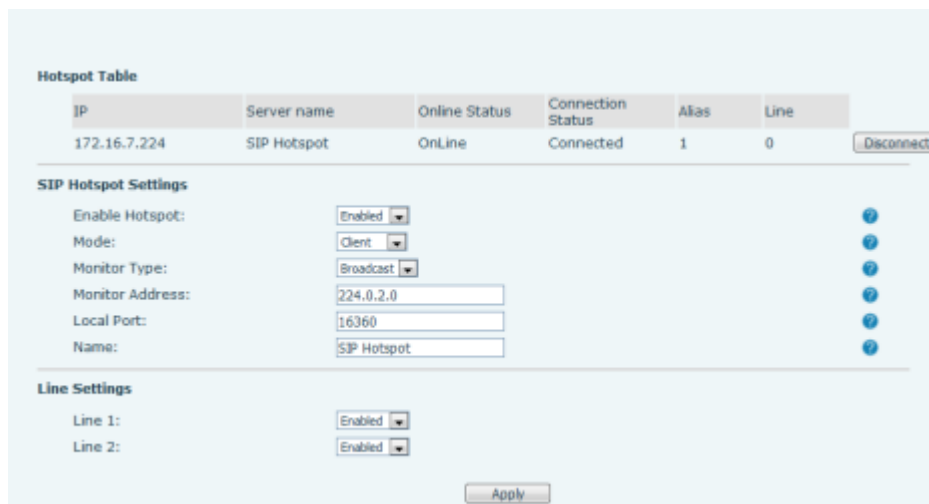 Hotspot Table
IP Server name Online Status Connection Status Alias Line
172.16.7.224 SIP Hotspot OnLine Connected 1 0 Disconnect
SIP Hotspot Settings
Enable Hotspot: Enabled
Mode: Client
Monitor Type: Broadcast
Monitor Address: 224.0.2.0
Local Port: 16360
Name: SIP Hotspot
Line Settings
Line 1: Enabled
Line 2: Enabled
Apply